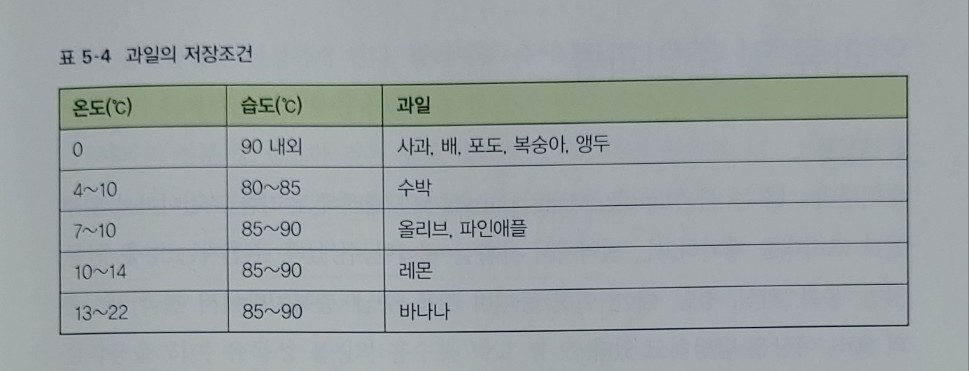 표 5-4 과일의 저장조건
온도(℃) 습도(℃) 과일
0 90 내외 사과, 배, 포도, 복숭아, 앵두
4~10 80~85 수박
7~10 85~90 올리브, 파인애플
10~14 85~90 레몬
13~22 85~90 바나나